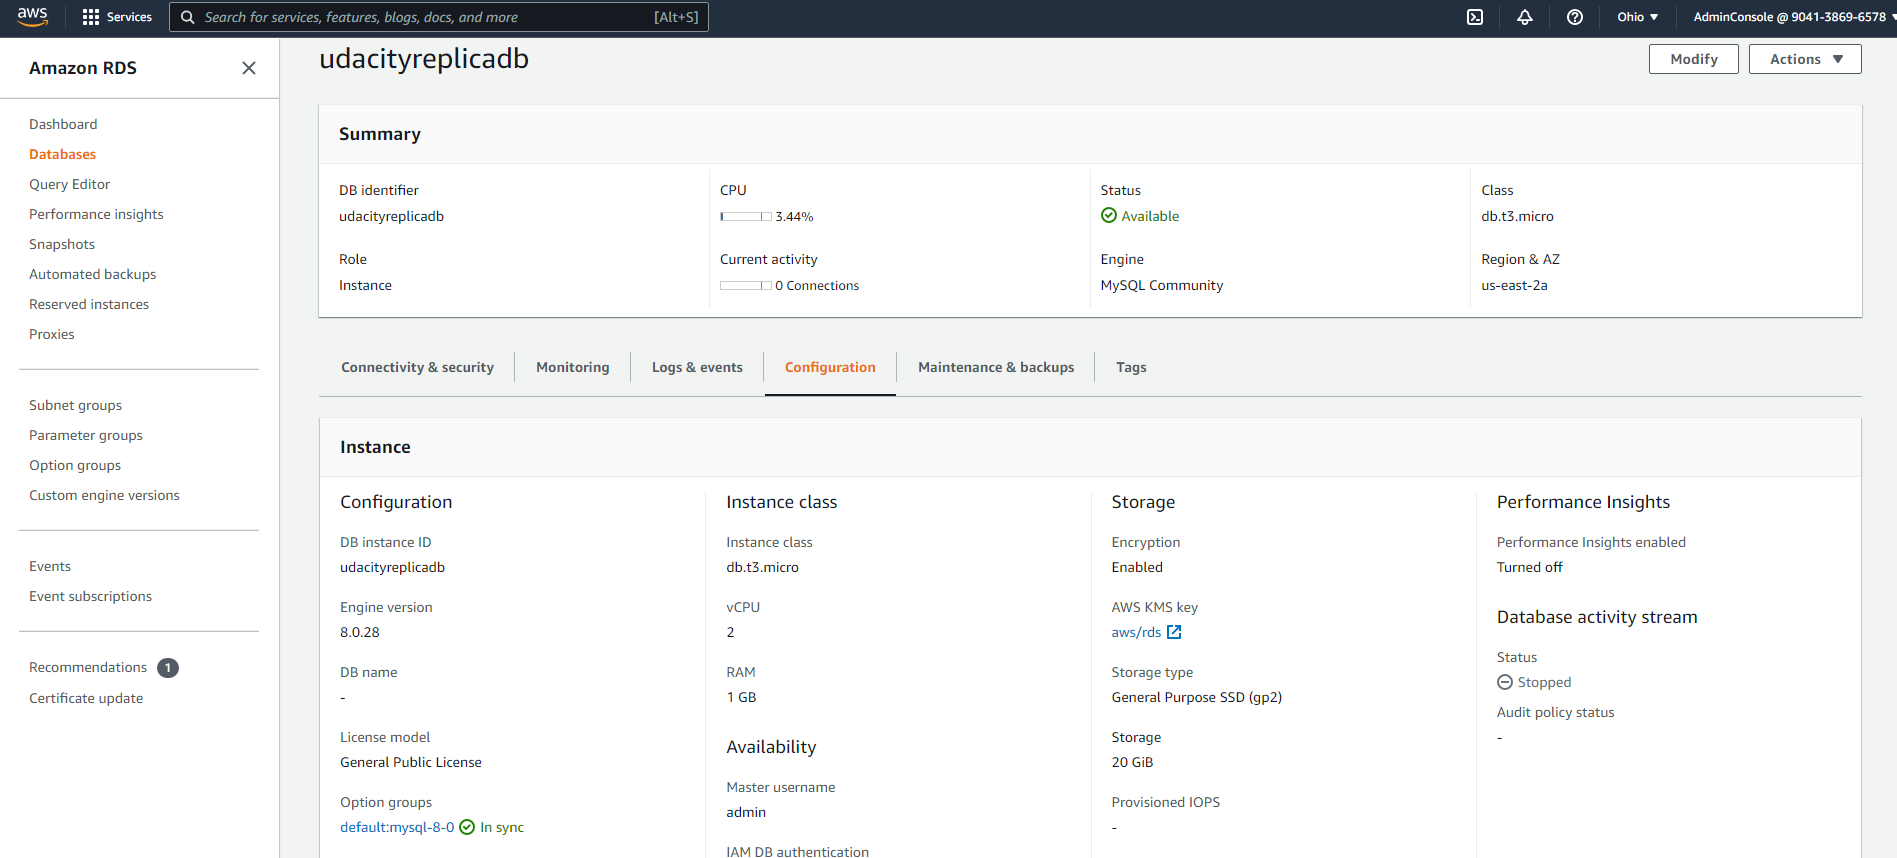 aws
Services
Search for services, features, blogs, docs, and more
[Alt+S]
Ohio
AdminConsole @ 9041-3869-6578
Amazon RDS
Dashboard
Databases
Query Editor
Performance insights
Snapshots
Automated backups
Reserved instances
Proxies
Subnet groups
Parameter groups
Option groups
Custom engine versions
Events
Event subscriptions
Recommendations 1
Certificate update
udacityreplicadb
Modify
Actions
Summary
DB identifier
udacityreplicadb
CPU
3.44%
Status
Available
Class
db.t3.micro
Role
Instance
Current activity
0 Connections
Engine
MySQL Community
Region & AZ
us-east-2a
Connectivity & security
Monitoring
Logs & events
Configuration
Maintenance & backups
Tags
Instance
Configuration
DB instance ID
udacityreplicadb
Engine version
8.0.28
DB name
-
License model
General Public License
Option groups
default:mysql-8-0 In sync
Instance class
Instance class
db.t3.micro
vCPU
2
RAM
1 GB
Availability
Master username
admin
IAM DB authentication
Storage
Encryption
Enabled
AWS KMS key
aws/rds
Storage type
General Purpose SSD (gp2)
Storage
20 GiB
Provisioned IOPS
-
Performance Insights
Performance Insights enabled
Turned off
Database activity stream
Status
Stopped
Audit policy status
-